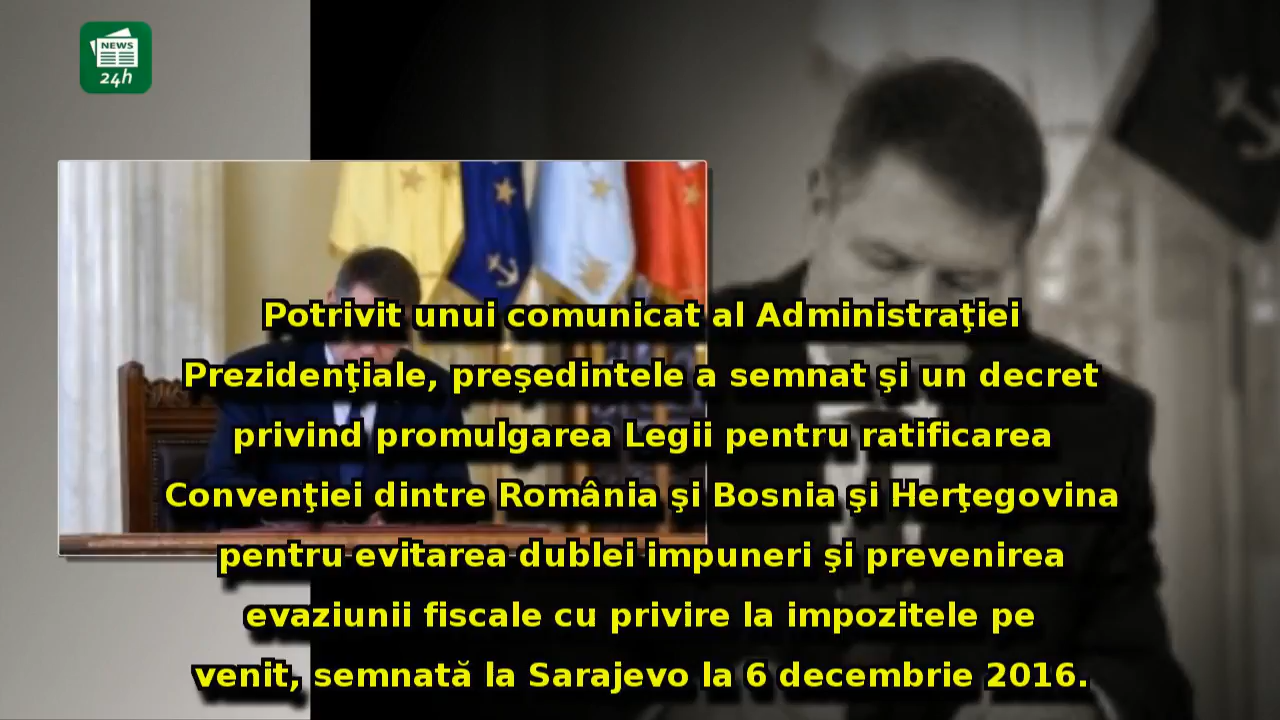 NEWS
24h
Potrivit unui comunicat al Administraţiei
Prezidenţiale, preşedintele a semnat şi un decret
privind promulgarea Legii pentru ratificarea
Convenţiei dintre România şi Bosnia şi Herţegovina
pentru evitarea dublei impuneri şi prevenirea
evaziunii fiscale cu privire la impozitele pe
venit, semnată la Sarajevo la 6 decembrie 2016.